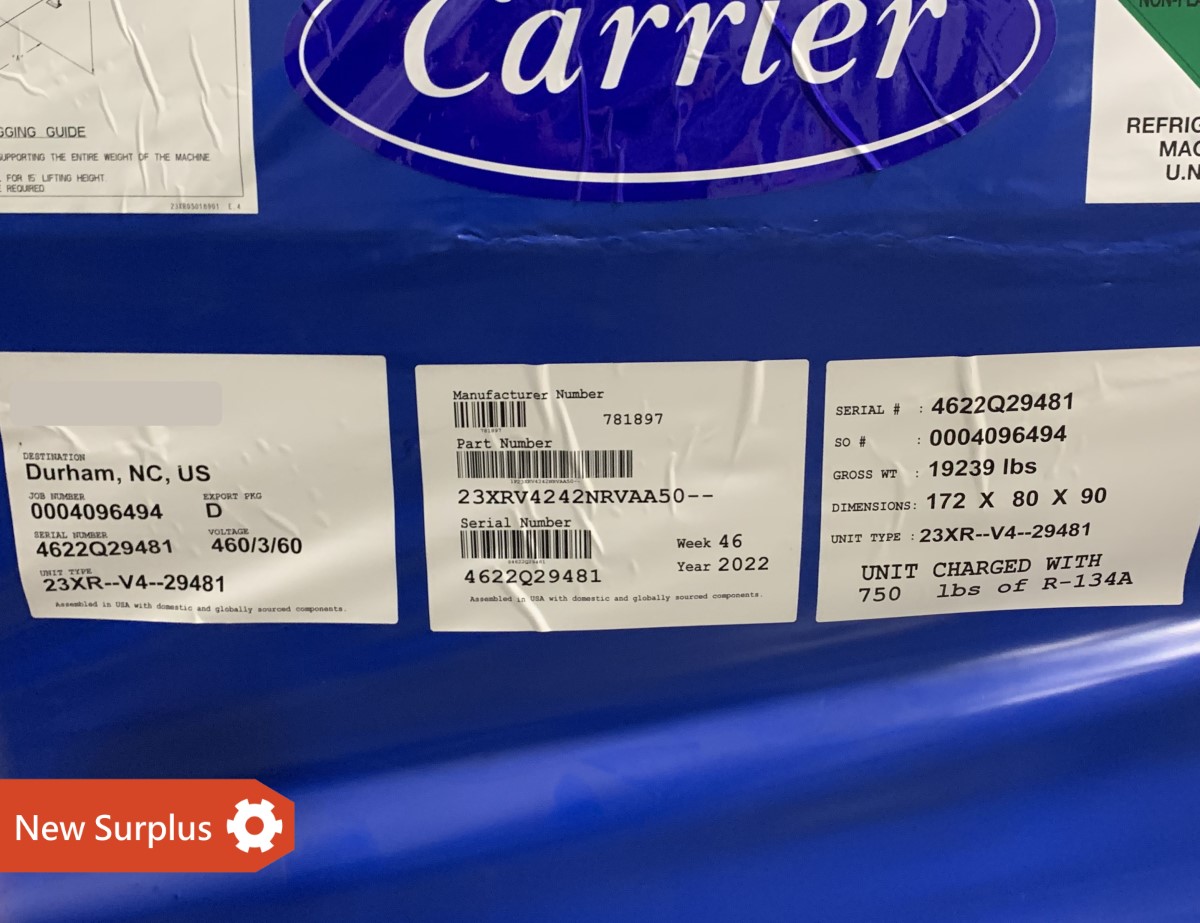 Carrier
"A"
GGING GUIDE
UPPORTING THE ENTIRE WEIGHT OF THE MACHINE
FOR 15' LIFTING HEIGHT
REQUIRED
REFRIG
MAC
U.N
DESTINATION
Durham, NC, US
JOB NUMBER EXPORT PKG
0004096494 D
SERIAL NUMBER VOLTAGE
4622Q29481 460/3/60
UNIT TYPE
23XR--V4--29481
Assembled in USA with domestic and globally sourced components.
Manufacturer Number
781897
781897
Part Number
23XRV4242NRVAA50--
Serial Number
Week 46
4622Q29481 Year 2022
Assembled in USA with domestic and globally sourced components.
SERIAL # : 4622Q29481
SO # : 0004096494
GROSS WT : 19239 lbs
DIMENSIONS: 172 X 80 X 90
UNIT TYPE : 23XR--V4--29481
UNIT CHARGED WITH
750 lbs of R-134A
New Surplus